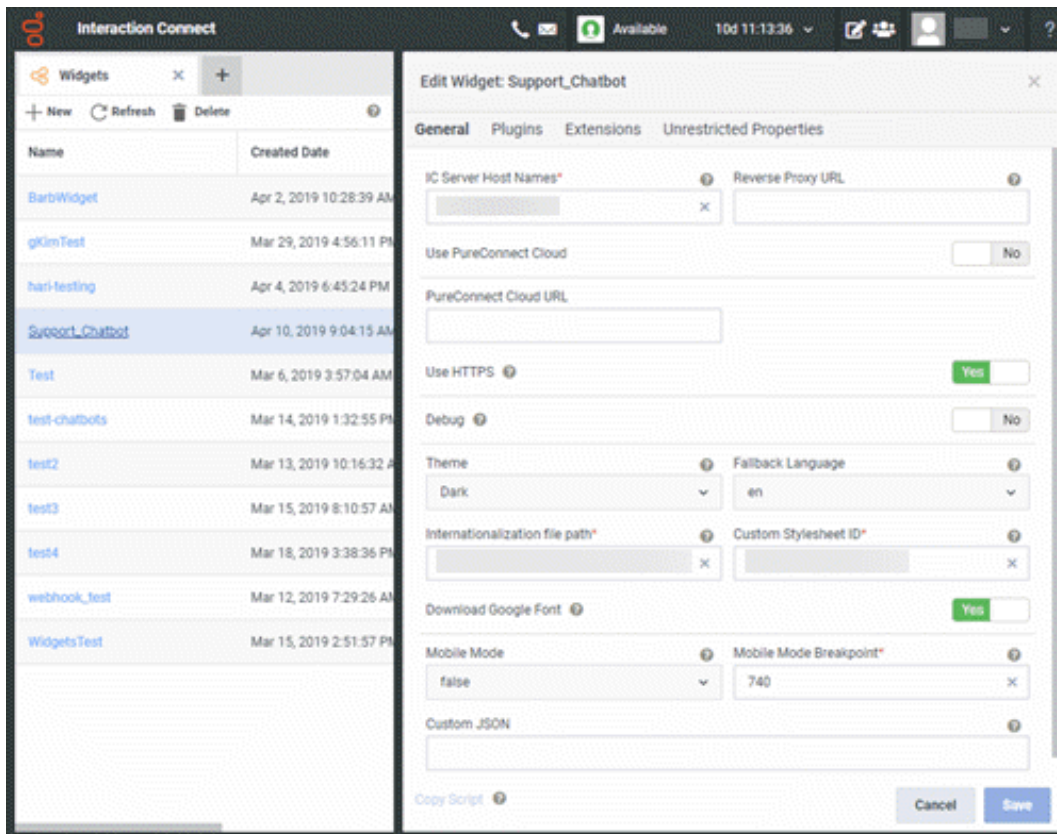 Interaction Connect
Available
10d 11:13:36
?
Widgets
New Refresh Delete
Name Created Date
BarbWidget Apr 2, 2019 10:28:39 AM
gKimTest Mar 29, 2019 4:56:11 PM
hari-testing Apr 4, 2019 6:45:24 PM
Support_Chatbot Apr 10, 2019 9:04:15 AM
Test Mar 6, 2019 3:57:04 AM
test-chatbots Mar 14, 2019 1:32:55 PM
test2 Mar 13, 2019 10:16:32 A
test3 Mar 15, 2019 8:10:57 AM
test4 Mar 18, 2019 3:38:36 PM
webhook_test Mar 12, 2019 7:29:26 AM
WidgetsTest Mar 15, 2019 2:51:57 PM
Edit Widget: Support_Chatbot
General Plugins Extensions Unrestricted Properties
IC Server Host Names* Reverse Proxy URL
Use PureConnect Cloud No
PureConnect Cloud URL
Use HTTPS Yes
Debug No
Theme Fallback Language
Dark en
Internationalization file path* Custom Stylesheet ID*
Download Google Font Yes
Mobile Mode Mobile Mode Breakpoint*
false 740
Custom JSON
Copy Script
Cancel Save